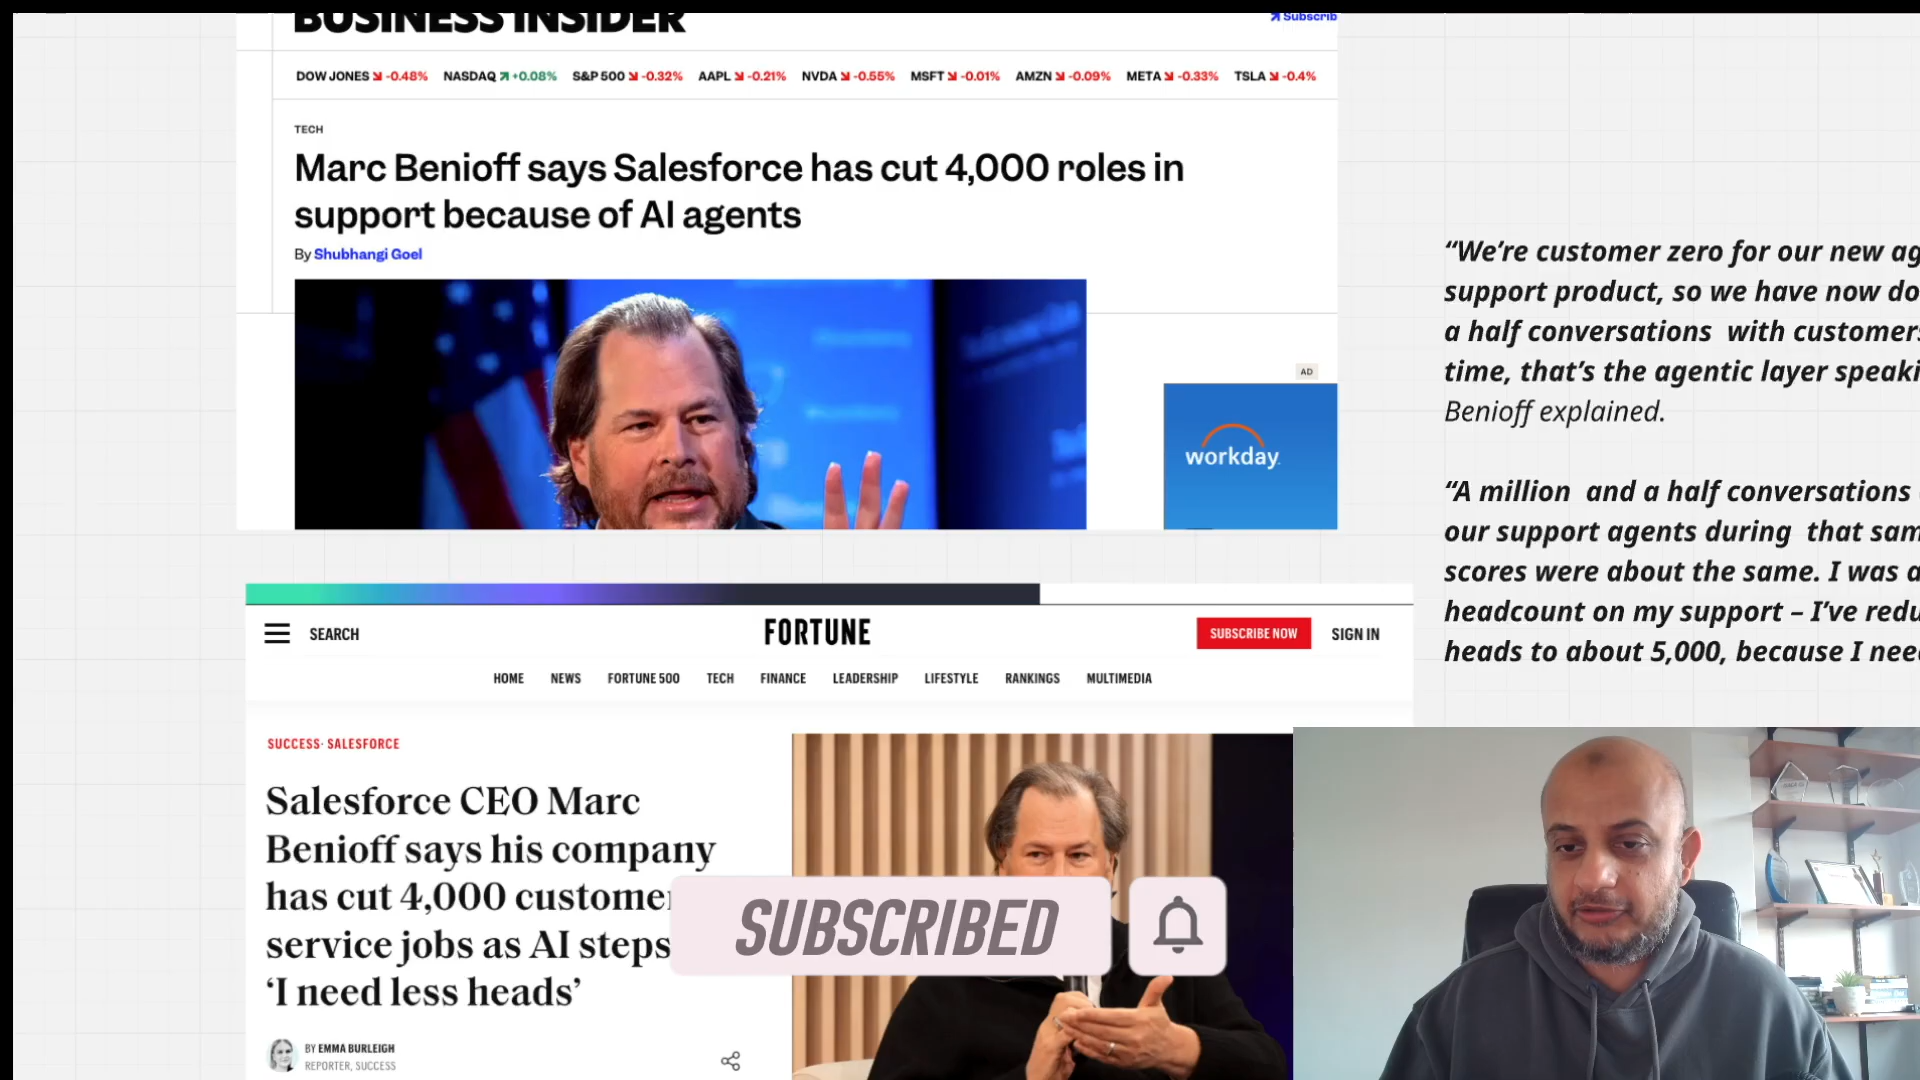 BUSINESS INSIDER
Subscrib
DOW JONES -0.48% NASDAQ +0.08% S&P 500 -0.32% AAPL -0.21% NVDA -0.55% MSFT -0.01% AMZN -0.09% META -0.33% TSLA -0.4%
TECH
Marc Benioff says Salesforce has cut 4,000 roles in
support because of AI agents
By Shubhangi Goel
AD
workday.
“We’re customer zero for our new ag
support product, so we have now do
a half conversations with customers
time, that’s the agentic layer speaki
Benioff explained.
“A million and a half conversations
our support agents during that sam
scores were about the same. I was a
headcount on my support – I’ve redu
heads to about 5,000, because I nee
SEARCH
FORTUNE
SUBSCRIBE NOW
SIGN IN
HOME NEWS FORTUNE 500 TECH FINANCE LEADERSHIP LIFESTYLE RANKINGS MULTIMEDIA
SUCCESS· SALESFORCE
Salesforce CEO Marc
Benioff says his company
has cut 4,000 customer
service jobs as AI steps
‘I need less heads’
SUBSCRIBED
BY EMMA BURLEIGH
REPORTER, SUCCESS